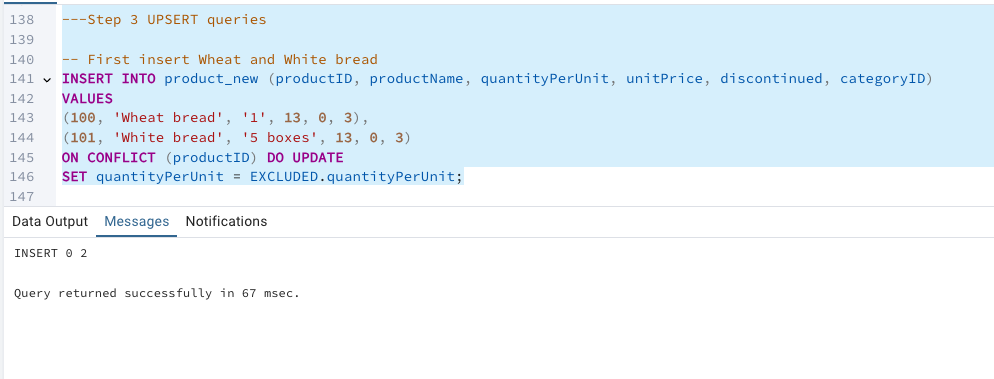 138 ---Step 3 UPSERT queries
139
140 -- First insert Wheat and White bread
141 INSERT INTO product_new (productID, productName, quantityPerUnit, unitPrice, discontinued, categoryID)
142 VALUES
143 (100, 'Wheat bread', '1', 13, 0, 3),
144 (101, 'White bread', '5 boxes', 13, 0, 3)
145 ON CONFLICT (productID) DO UPDATE
146 SET quantityPerUnit = EXCLUDED.quantityPerUnit;
147
Data Output Messages Notifications
INSERT 0 2
Query returned successfully in 67 msec.